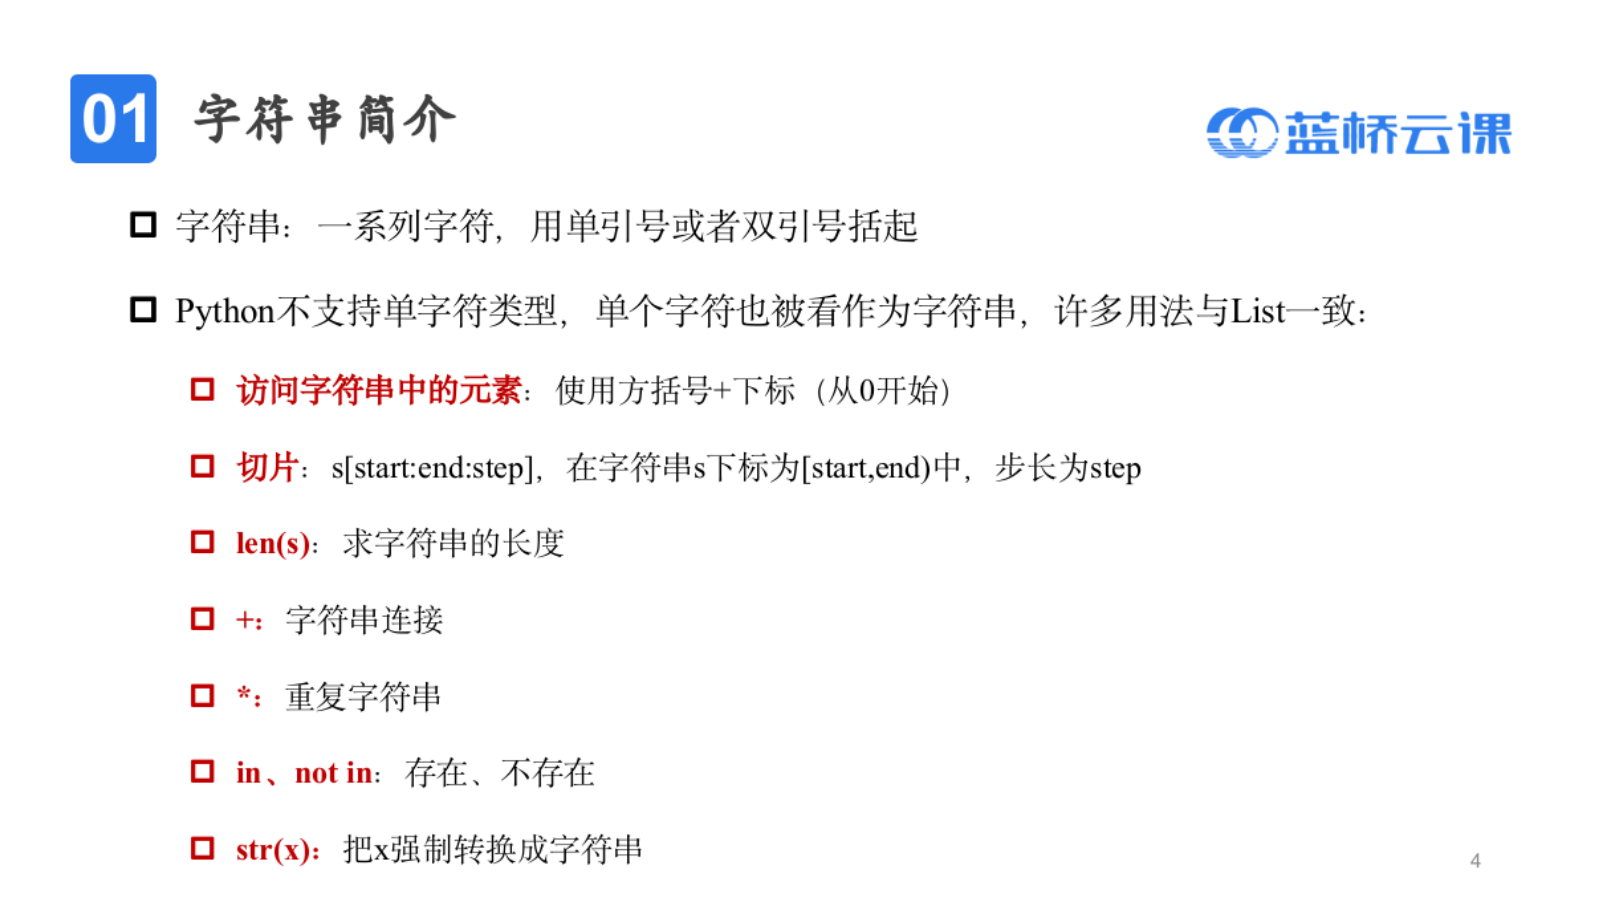 01 字符串简介
蓝桥云课
字符串：一系列字符，用单引号或者双引号括起
Python不支持单字符类型，单个字符也被看作为字符串，许多用法与List一致：
访问字符串中的元素：使用方括号+下标（从0开始）
切片：s[start:end:step]，在字符串s下标为[start,end)中，步长为step
len(s)：求字符串的长度
+：字符串连接
*：重复字符串
in、not in：存在、不存在
str(x)：把x强制转换成字符串
4